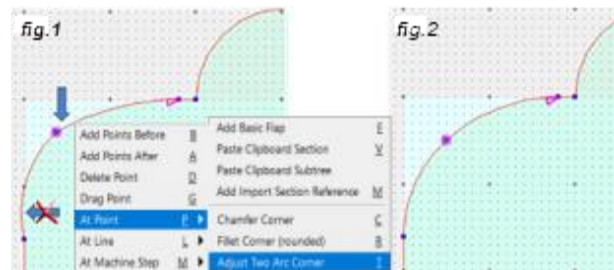 fig.1
fig.2
Add Points Before B
Add Points After A
Delete Point D
Drag Point G
At Point P
At Line L
At Machine Step M
Add Basic Flap F
Paste Clipboard Section V
Paste Clipboard Subtree
Add Import Section Reference M
Chamfer Corner C
Fillet Corner (rounded) B
Adjust Two Arc Corner